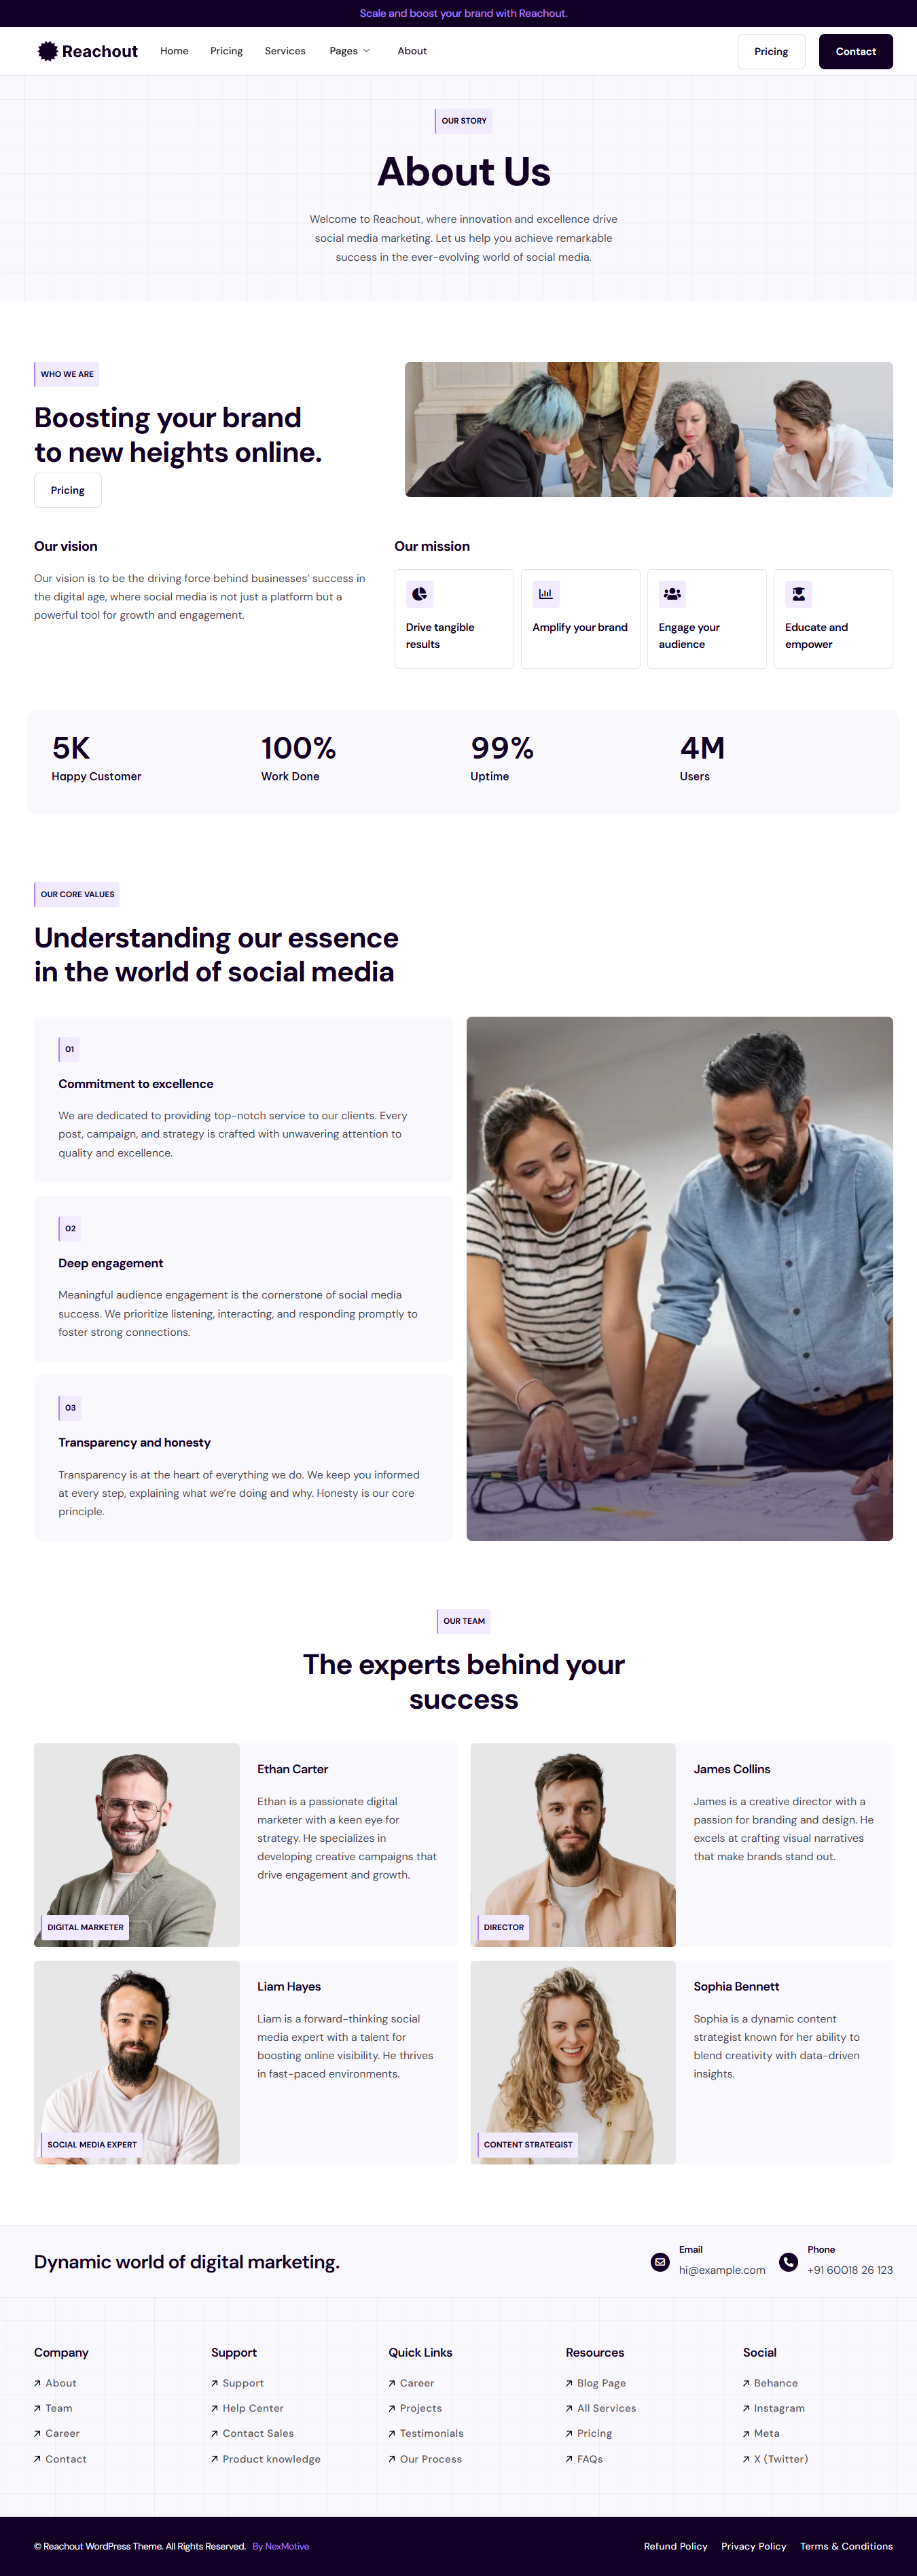 Scale and boost your brand with Reachout.
Reachout
Home
Pricing
Services
Pages
About
Pricing
Contact
OUR STORY
About Us
Welcome to Reachout, where innovation and excellence drive
social media marketing. Let us help you achieve remarkable
success in the ever-evolving world of social media.
WHO WE ARE
Boosting your brand
to new heights online.
Pricing
Our vision
Our vision is to be the driving force behind businesses’ success in
the digital age, where social media is not just a platform but a
powerful tool for growth and engagement.
Our mission
Drive tangible
results
Amplify your brand
Engage your
audience
Educate and
empower
5K
Happy Customer
100%
Work Done
99%
Uptime
4M
Users
OUR CORE VALUES
Understanding our essence
in the world of social media
01
Commitment to excellence
We are dedicated to providing top-notch service to our clients. Every
post, campaign, and strategy is crafted with unwavering attention to
quality and excellence.
02
Deep engagement
Meaningful audience engagement is the cornerstone of social media
success. We prioritize listening, interacting, and responding promptly to
foster strong connections.
03
Transparency and honesty
Transparency is at the heart of everything we do. We keep you informed
at every step, explaining what we’re doing and why. Honesty is our core
principle.
OUR TEAM
The experts behind your
success
DIGITAL MARKETER
Ethan Carter
Ethan is a passionate digital
marketer with a keen eye for
strategy. He specializes in
developing creative campaigns that
drive engagement and growth.
DIRECTOR
James Collins
James is a creative director with a
passion for branding and design. He
excels at crafting visual narratives
that make brands stand out.
SOCIAL MEDIA EXPERT
Liam Hayes
Liam is a forward-thinking social
media expert with a talent for
boosting online visibility. He thrives
in fast-paced environments.
CONTENT STRATEGIST
Sophia Bennett
Sophia is a dynamic content
strategist known for her ability to
blend creativity with data-driven
insights.
Dynamic world of digital marketing.
Email
hi@example.com
Phone
+91 60018 26 123
Company
About
Team
Career
Contact
Support
Support
Help Center
Contact Sales
Product knowledge
Quick Links
Career
Projects
Testimonials
Our Process
Resources
Blog Page
All Services
Pricing
FAQs
Social
Behance
Instagram
Meta
X (Twitter)
© Reachout WordPress Theme. All Rights Reserved. By NexMotive
Refund Policy
Privacy Policy
Terms & Conditions